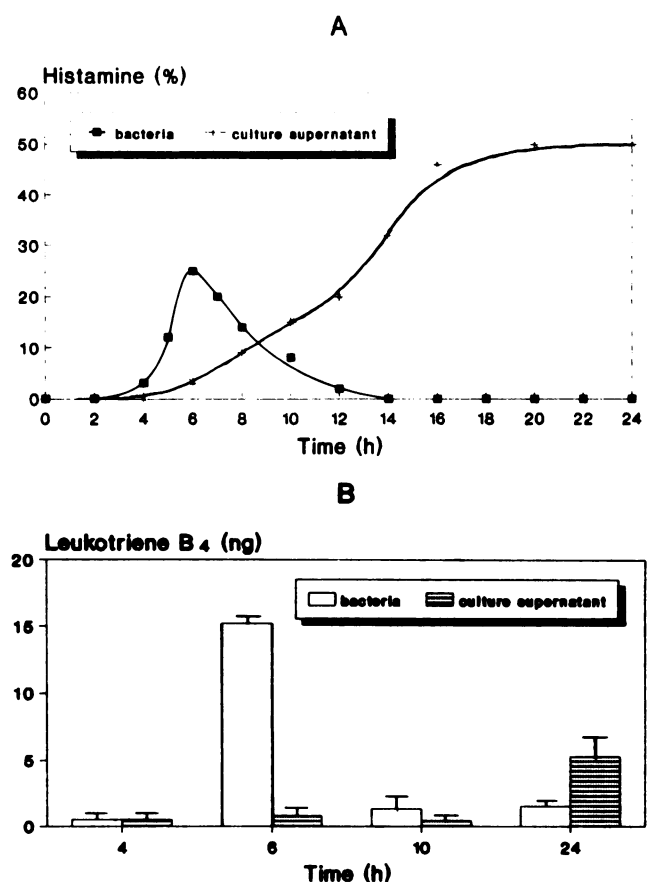 A
Histamine (%)
60
bacteria culture supernatant
50
40
30
20
10
0
0 2 4 6 8 10 12 14 16 18 20 22 24
Time (h)
B
Leukotriene B4 (ng)
20
bacteria culture supernatant
15
10
5
0
4 6 10 24
Time (h)